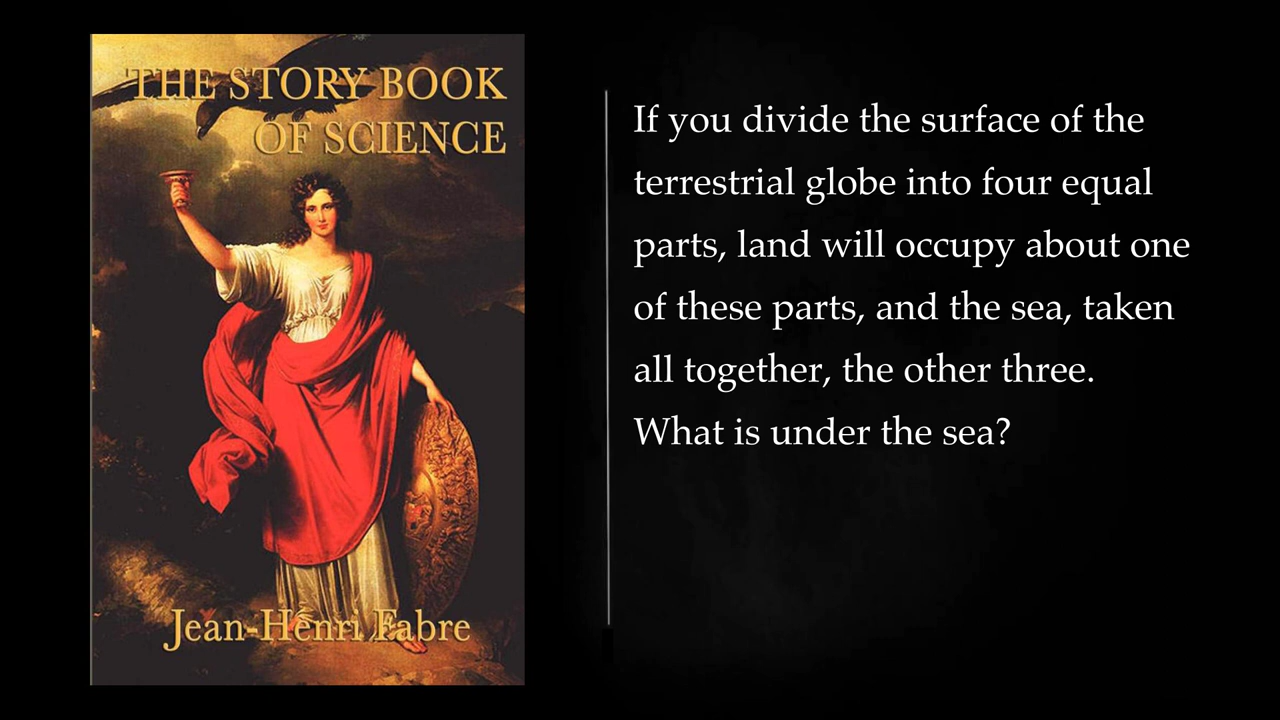 THE STORY BOOK
OF SCIENCE
Jean-Henri Fabre
If you divide the surface of the
terrestrial globe into four equal
parts, land will occupy about one
of these parts, and the sea, taken
all together, the other three.
What is under the sea?